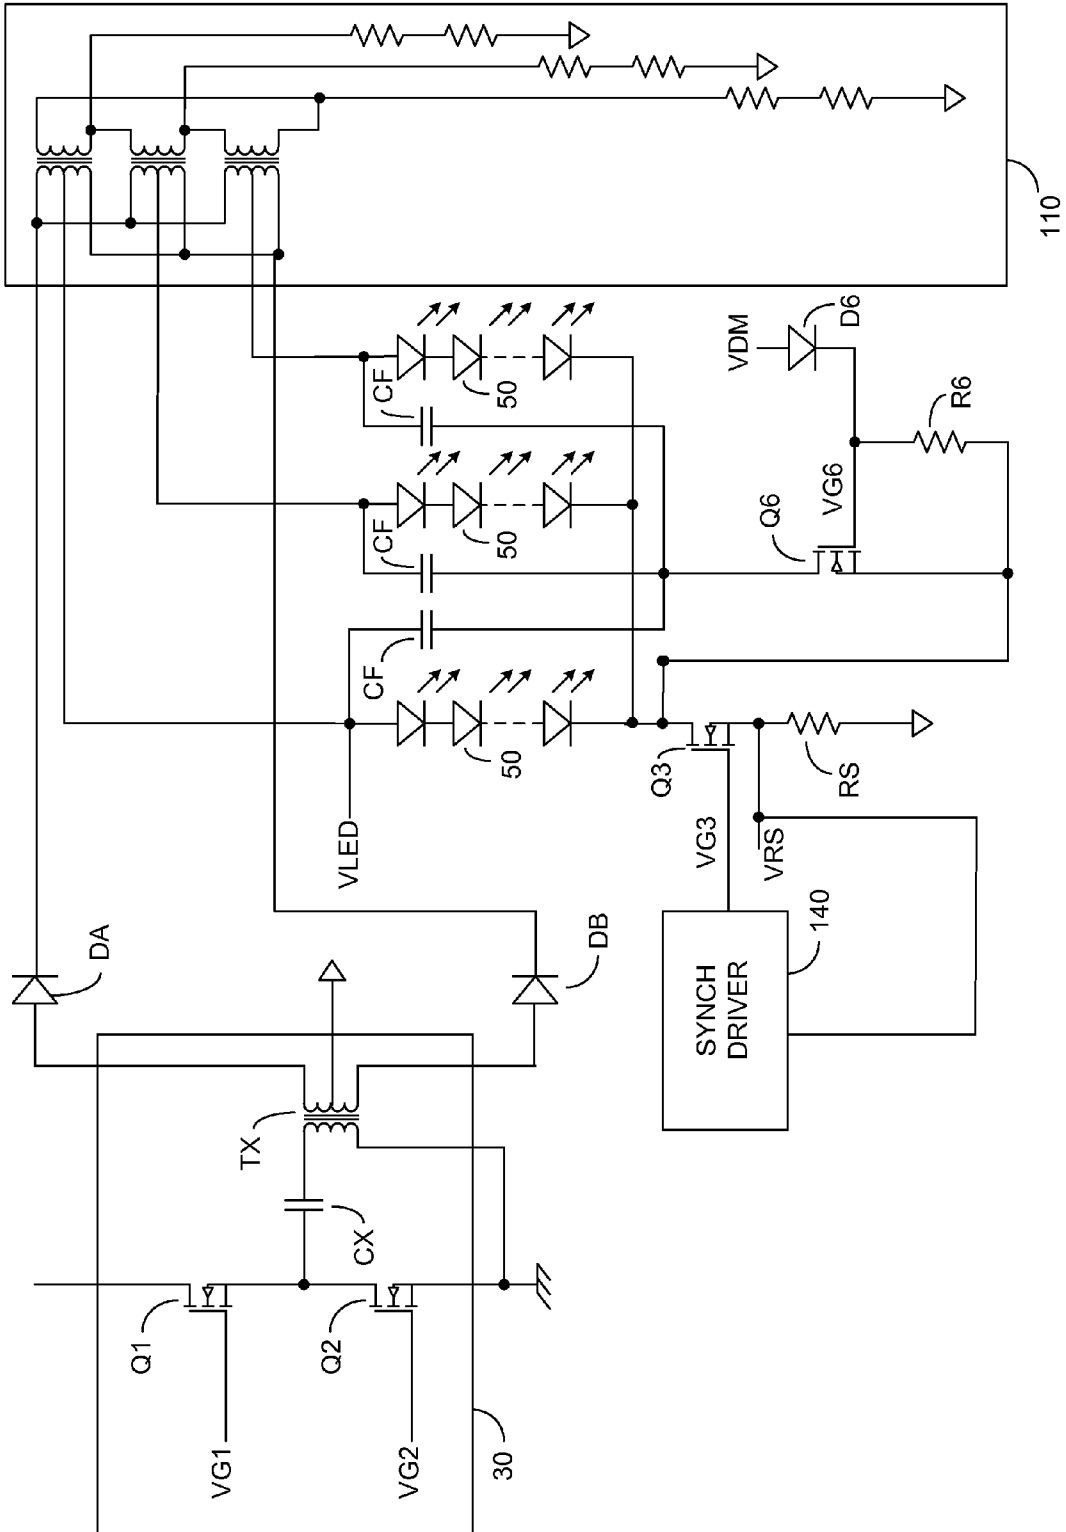 110
VDM
D6
CF
50
R6
VG6
CF
50
Q6
CF
50
Q3
RS
VLED
VG3
VRS
DA
DB
140
SYNCH
DRIVER
TX
CX
Q1
Q2
VG1
VG2
30